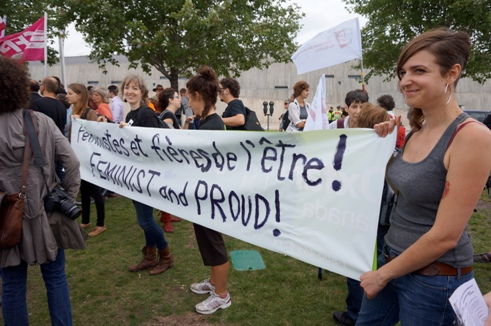 Féministes et fières de l'être!
FEMINIST and PROUD!